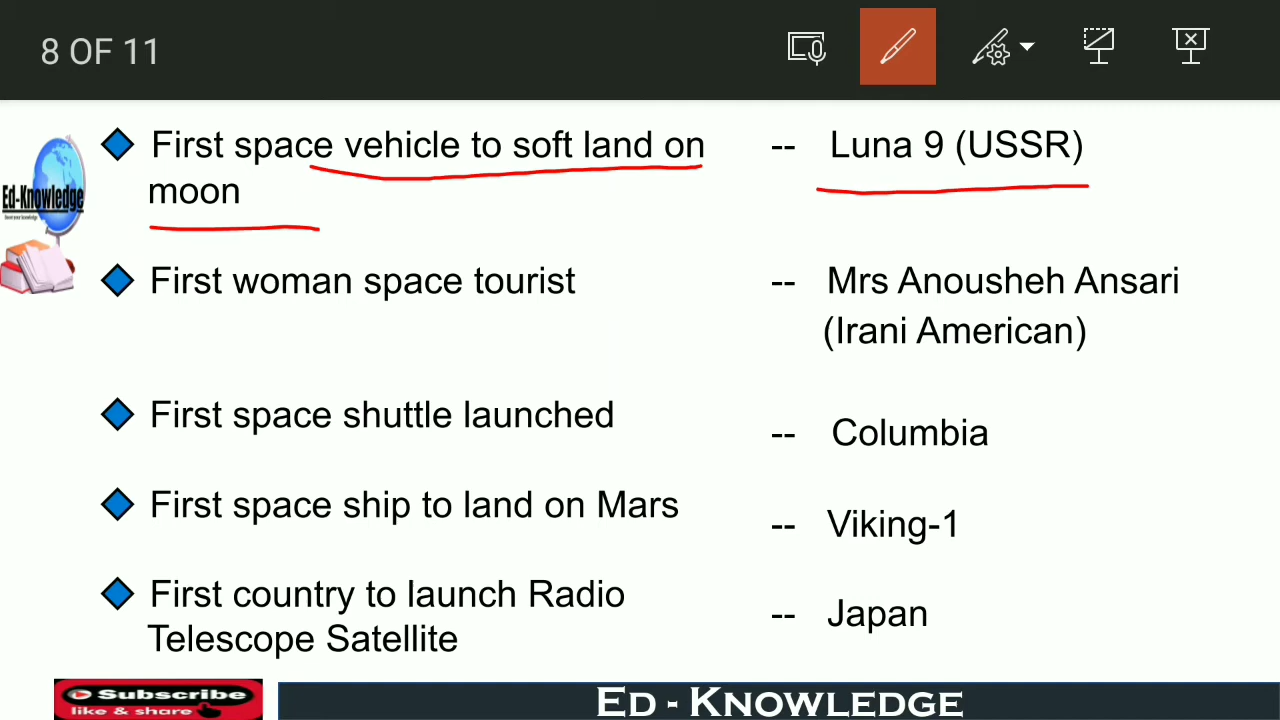 8 OF 11
First space vehicle to soft land on -- Luna 9 (USSR)
moon
Ed-Knowledge
First woman space tourist -- Mrs Anousheh Ansari
(Irani American)
First space shuttle launched -- Columbia
First space ship to land on Mars -- Viking-1
First country to launch Radio -- Japan
Telescope Satellite
Subscribe
like & share
ED - KNOWLEDGE